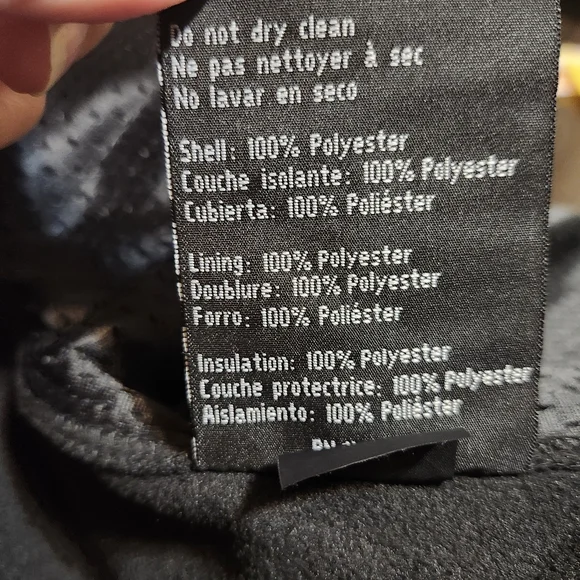 Do not dry clean
Ne pas nettoyer à sec
No lavar en seco
Shell: 100% Polyester
Couche isolante: 100% Polyester
Cubierta: 100% Poliéster
Lining: 100% Polyester
Doublure: 100% Polyester
Forro: 100% Poliéster
Insulation: 100% Polyester
Couche protectrice: 100% Polyester
Aislamiento: 100% Poliéster